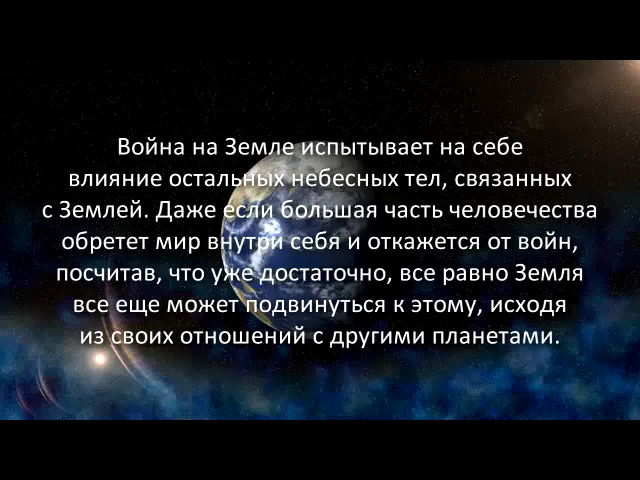 Война на Земле испытывает на себе
влияние остальных небесных тел, связанных
с Землей. Даже если большая часть человечества
обретет мир внутри себя и откажется от войн,
посчитав, что уже достаточно, все равно Земля
все еще может подвинуться к этому, исходя
из своих отношений с другими планетами.